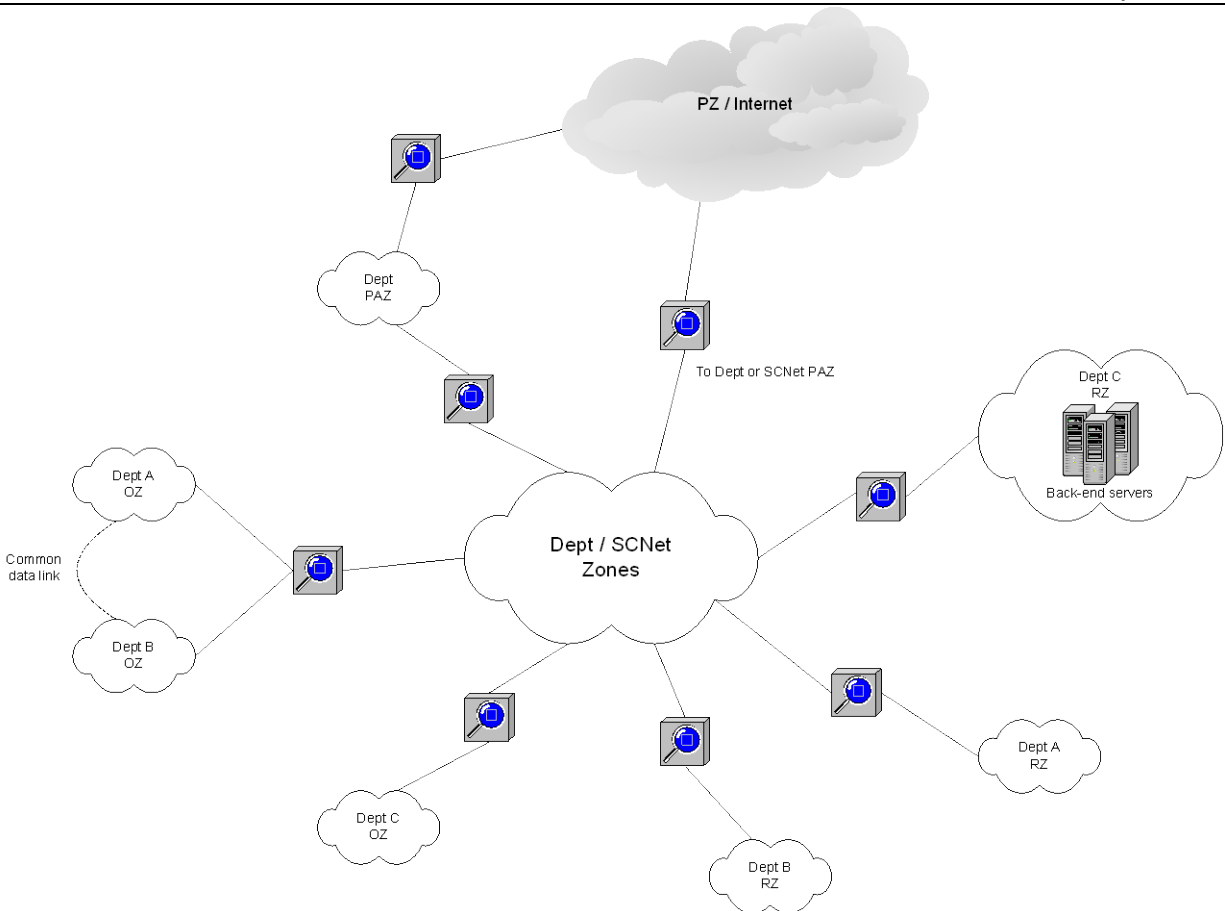 PZ / Internet
Dept
PAZ
To Dept or SCNet PAZ
Dept C
RZ
Back-end servers
Dept A
OZ
Dept / SCNet
Zones
Common
data link
Dept B
OZ
Dept A
RZ
Dept C
OZ
Dept B
RZ